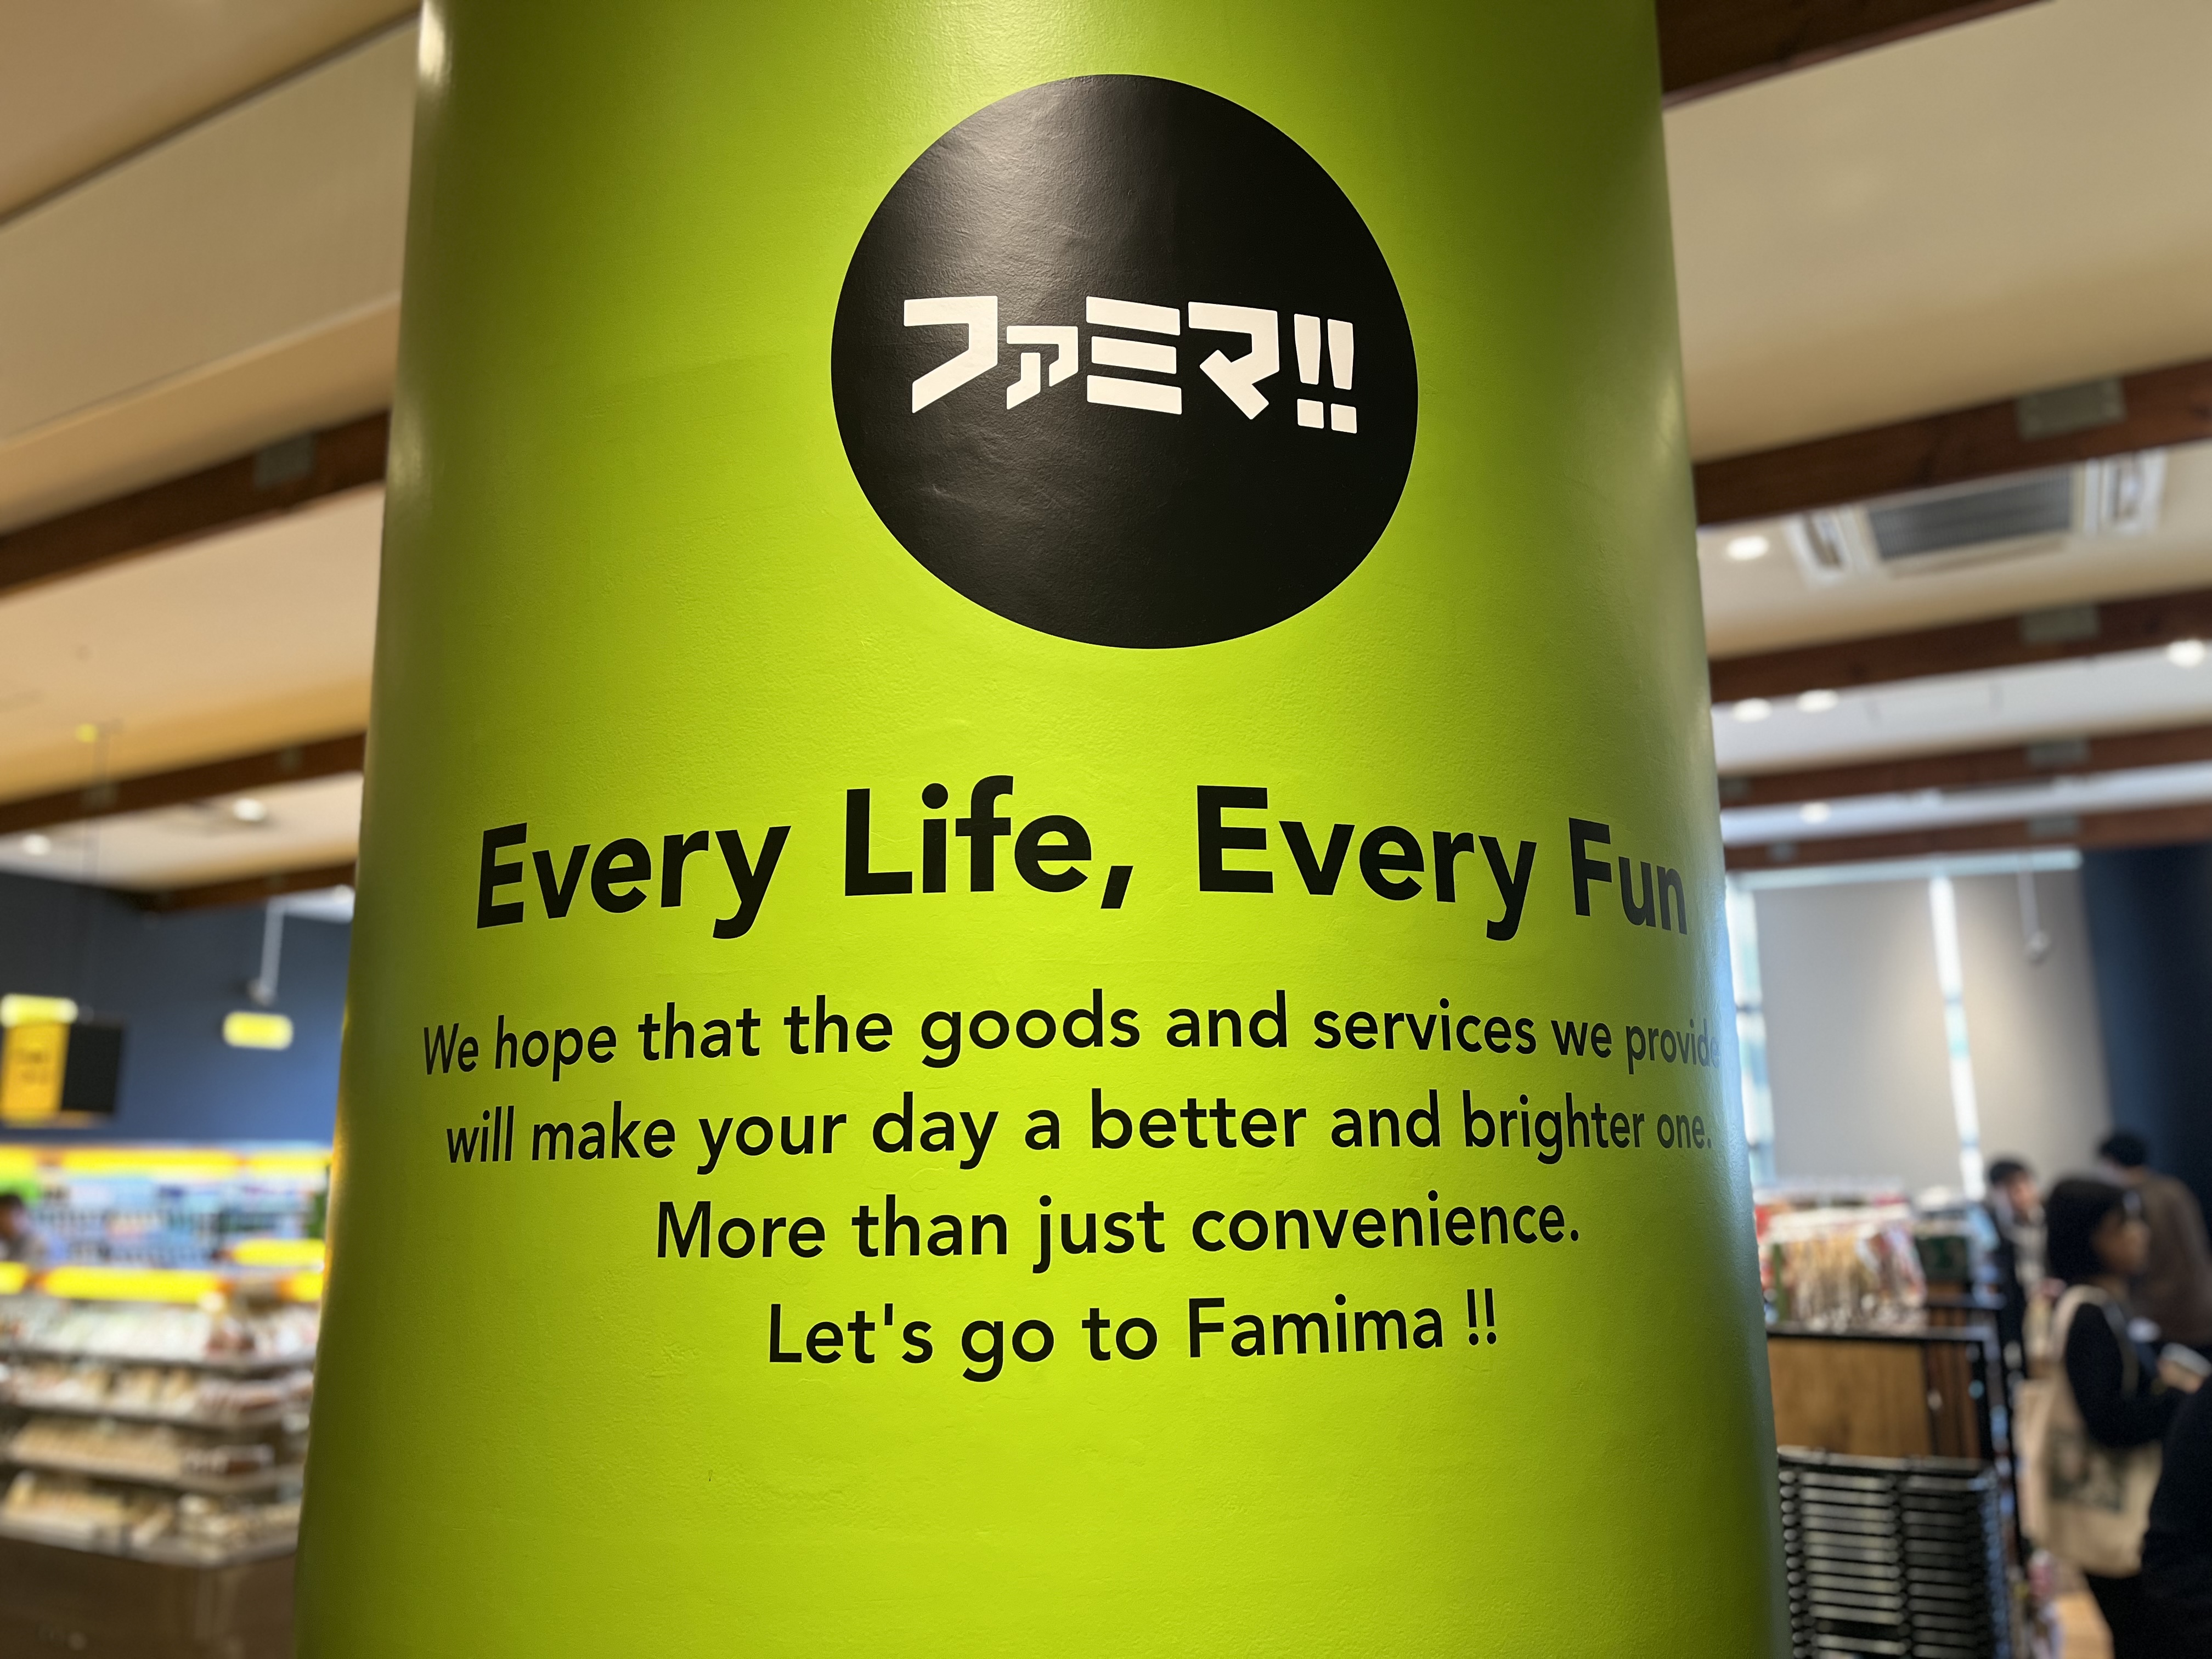 ファミマ!!
Every Life, Every Fun
We hope that the goods and services we provide
will make your day a better and brighter one.
More than just convenience.
Let's go to Famima !!